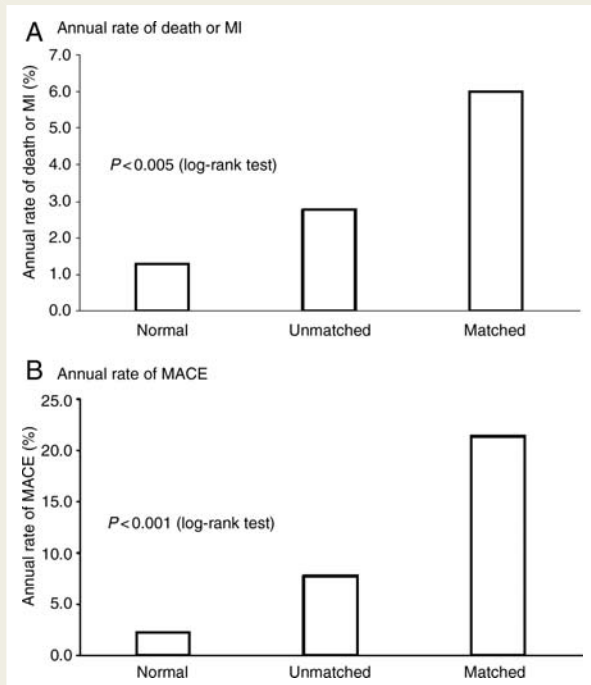 A Annual rate of death or MI
Annual rate of death or MI (%)
7.0
6.0
5.0
4.0
3.0
2.0
1.0
0.0
P<0.005 (log-rank test)
Normal Unmatched Matched
B Annual rate of MACE
Annual rate of MACE (%)
25.0
20.0
15.0
10.0
5.0
0.0
P<0.001 (log-rank test)
Normal Unmatched Matched